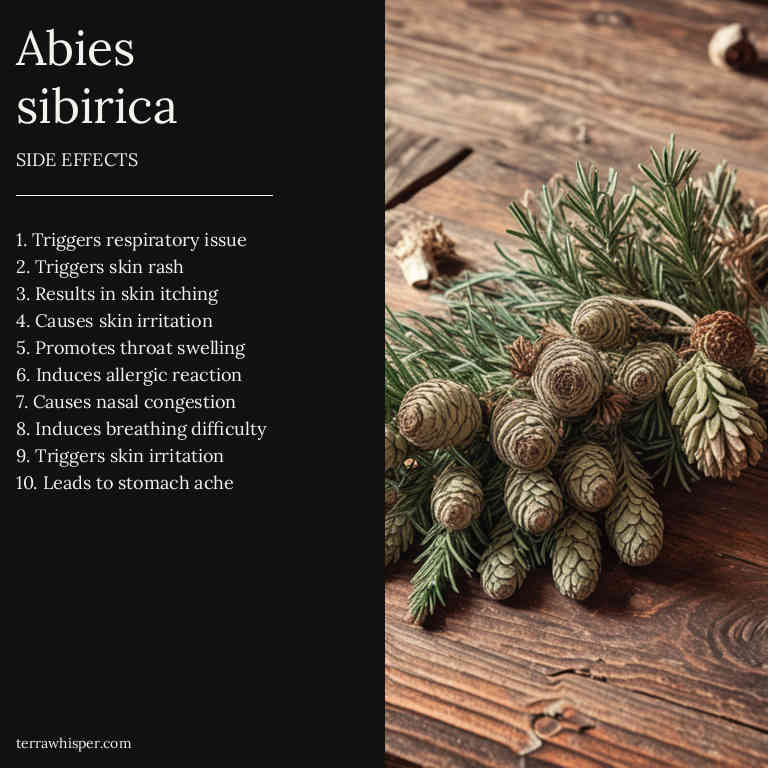 Abies
sibirica
SIDE EFFECTS
1. Triggers respiratory issue
2. Triggers skin rash
3. Results in skin itching
4. Causes skin irritation
5. Promotes throat swelling
6. Induces allergic reaction
7. Causes nasal congestion
8. Induces breathing difficulty
9. Triggers skin irritation
10. Leads to stomach ache
terrawhisper.com